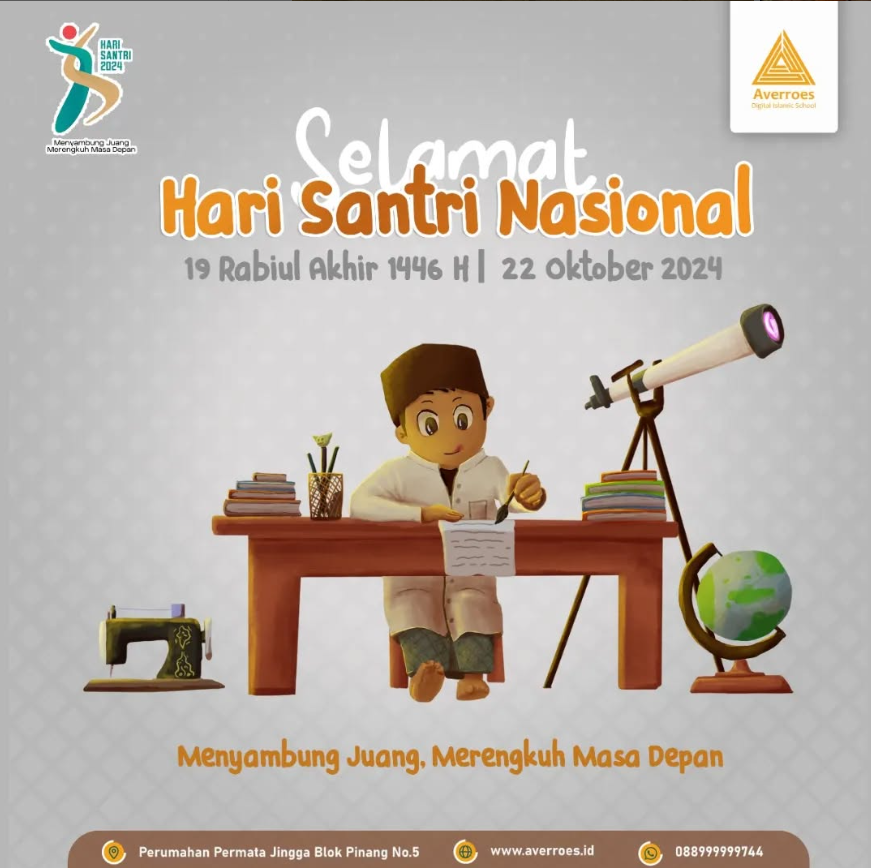 HARI
SANTRI
2024
Menyambung Juang
Merengkuh Masa Depan
Averroes
Digital Islamic School
Selamat
Hari Santri Nasional
19 Rabiul Akhir 1446 H | 22 Oktober 2024
Menyambung Juang, Merengkuh Masa Depan
Perumahan Permata Jingga Blok Pinang No.5
www.averroes.id
088999999744